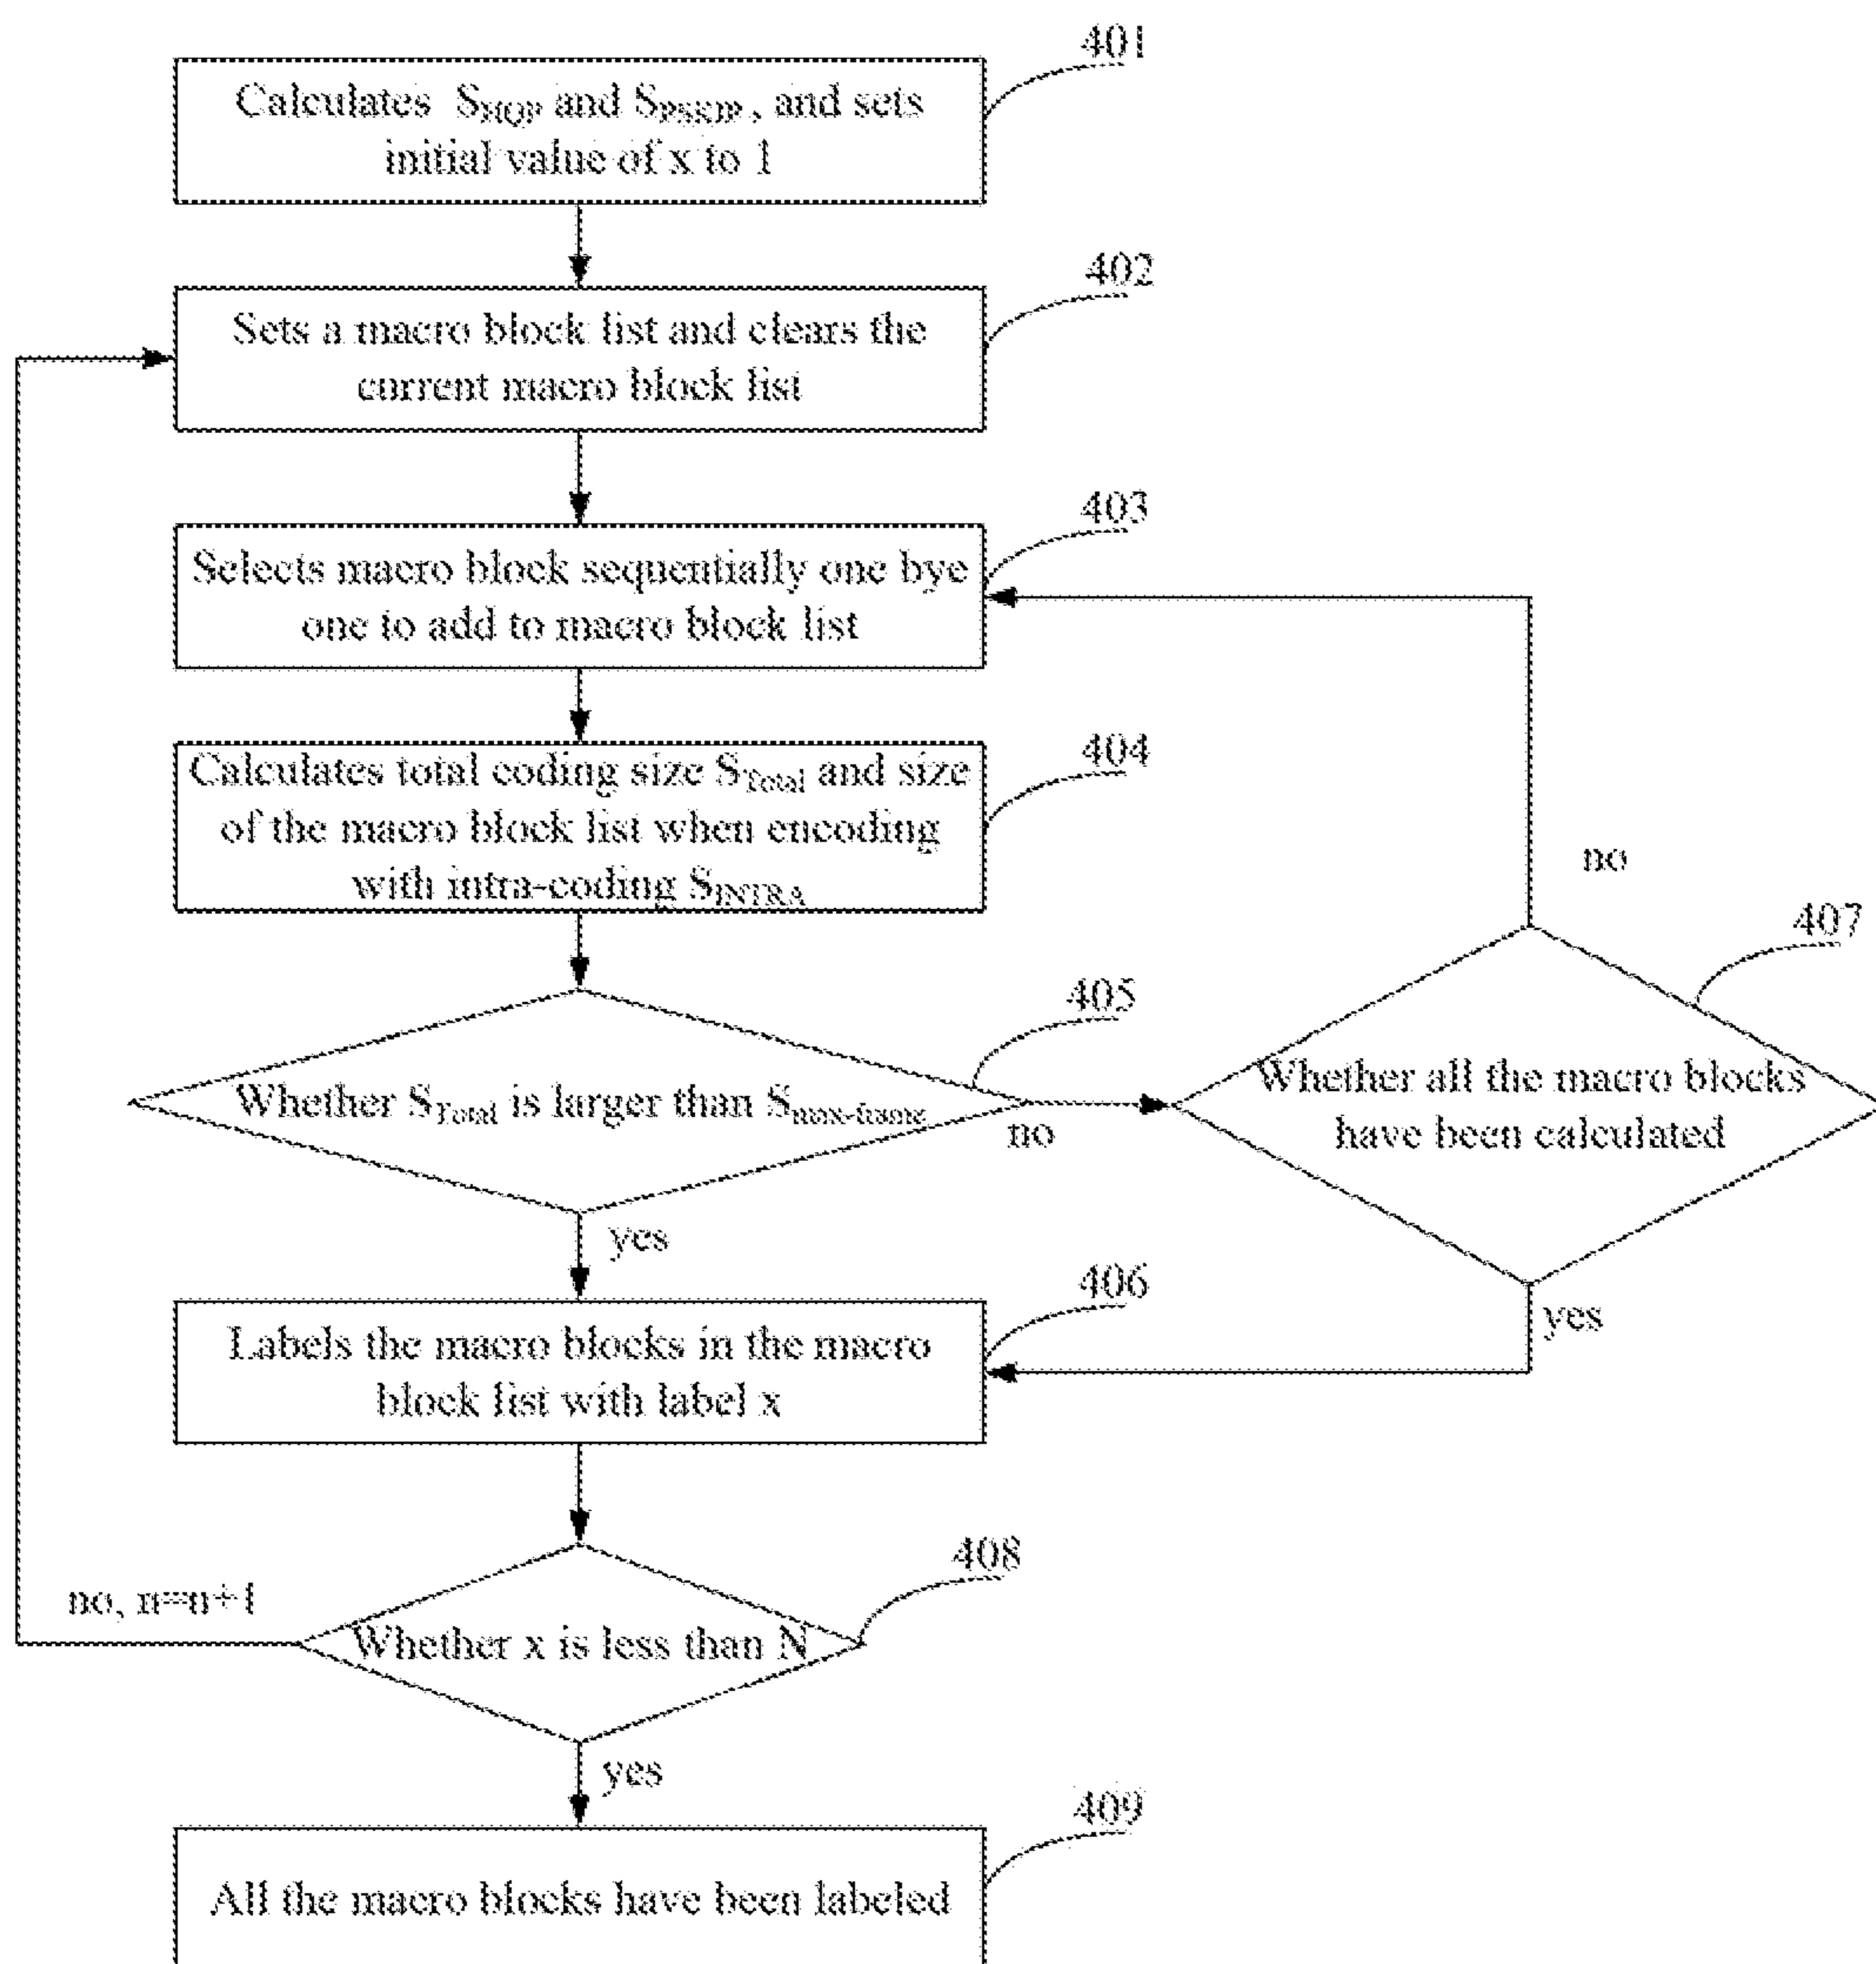 401
Calculates S_HQP and S_PSKIP, and sets
initial value of x to 1
402
Sets a macro block list and clears the
current macro block list
403
Selects macro block sequentially one bye
one to add to macro block list
404
Calculates total coding size S_Total and size
of the macro block list when encoding
with intra-coding S_INTRA
no
407
405
Whether S_Total is larger than S_max-frame
no
Whether all the macro blocks
have been calculated
yes
406
yes
Labels the macro blocks in the macro
block list with label x
408
no, n=n+1
Whether x is less than N
yes
409
All the macro blocks have been labeled